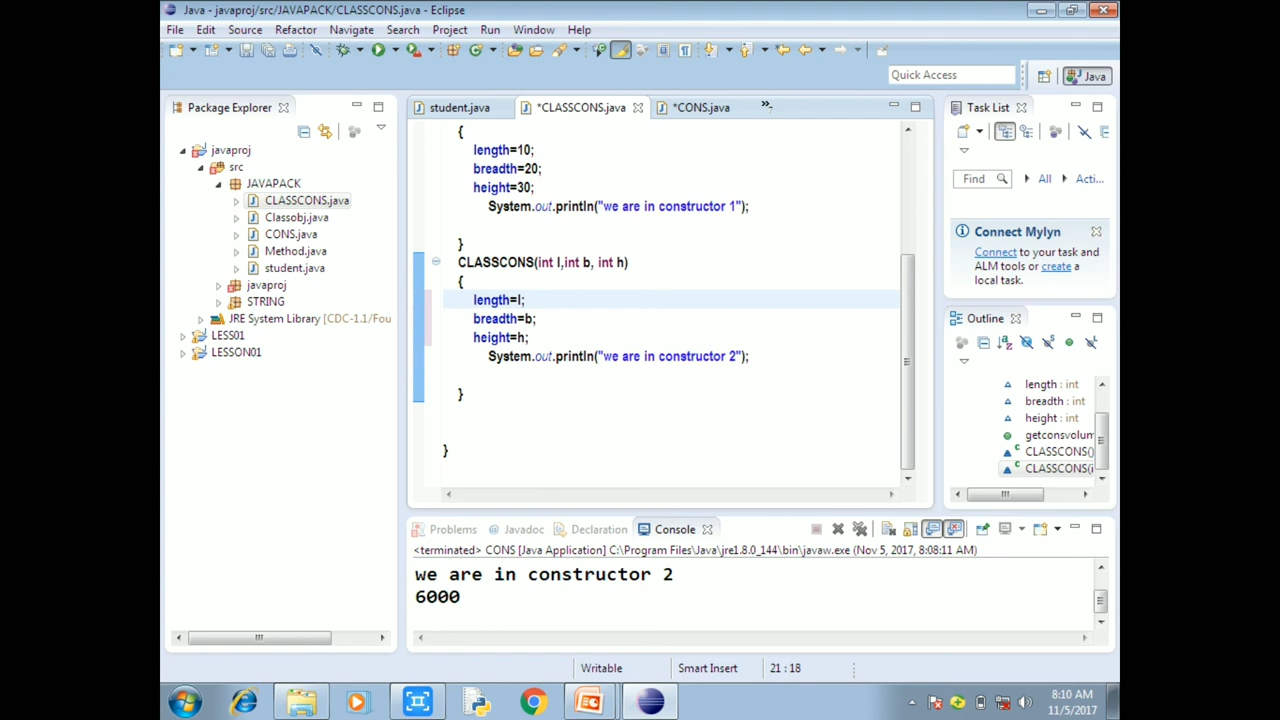 Java - javaproj/src/JAVAPACK/CLASSCONS.java - Eclipse
File Edit Source Refactor Navigate Search Project Run Window Help
Quick Access
Java
Package Explorer
javaproj
src
JAVAPACK
CLASSCONS.java
Classobj.java
CONS.java
Method.java
student.java
javaproj
STRING
JRE System Library [CDC-1.1/Fou
LESS01
LESSON01
student.java
*CLASSCONS.java
*CONS.java
{
length=10;
breadth=20;
height=30;
System.out.println("we are in constructor 1");
}
CLASSCONS(int l,int b, int h)
{
length=l;
breadth=b;
height=h;
System.out.println("we are in constructor 2");
}
}
Task List
Find
All
Acti...
Connect Mylyn
Connect to your task and
ALM tools or create a
local task.
Outline
length : int
breadth : int
height : int
getconsvolum
CLASSCONS()
CLASSCONS(i
Problems @ Javadoc Declaration Console
<terminated> CONS [Java Application] C:\Program Files\Java\jre1.8.0_144\bin\javaw.exe (Nov 5, 2017, 8:08:11 AM)
we are in constructor 2
6000
Writable
Smart Insert
21 : 18
8:10 AM
11/5/2017